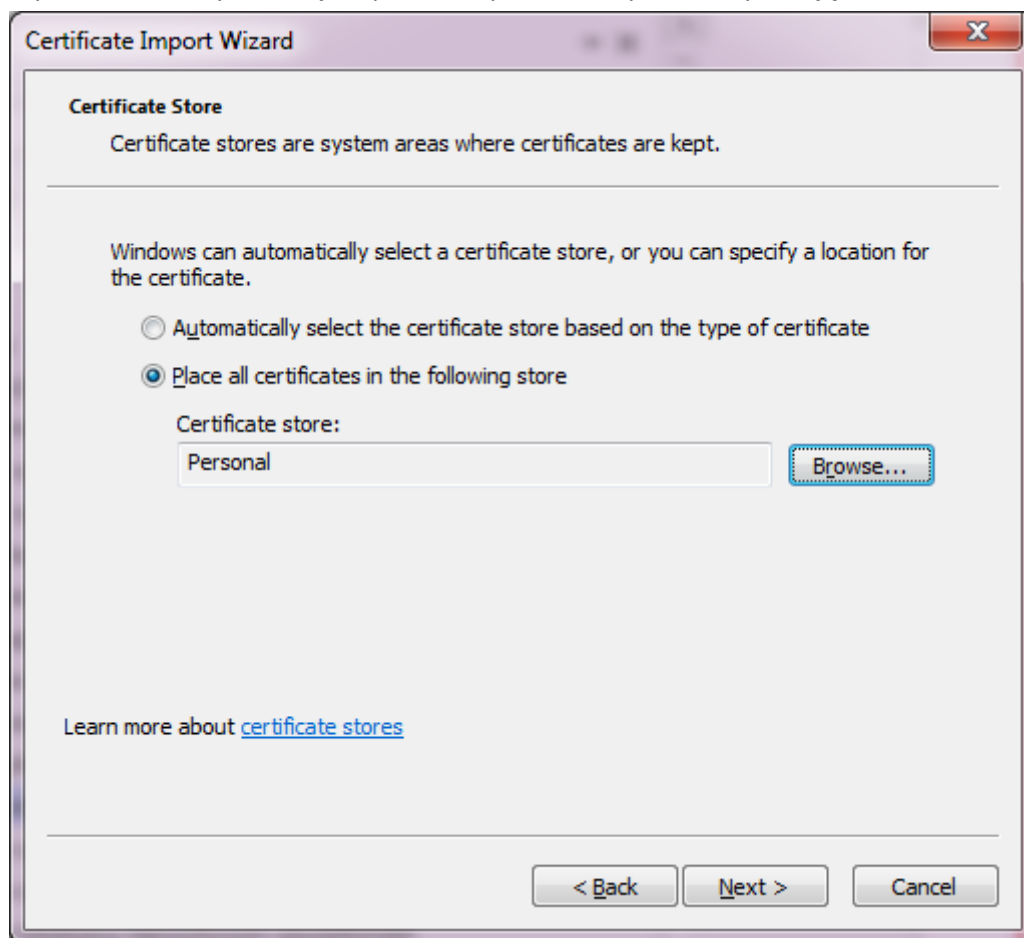 Certificate Import Wizard
Certificate Store
Certificate stores are system areas where certificates are kept.
Windows can automatically select a certificate store, or you can specify a location for
the certificate.
Automatically select the certificate store based on the type of certificate
Place all certificates in the following store
Certificate store:
Personal
Browse...
Learn more about certificate stores
< Back
Next >
Cancel